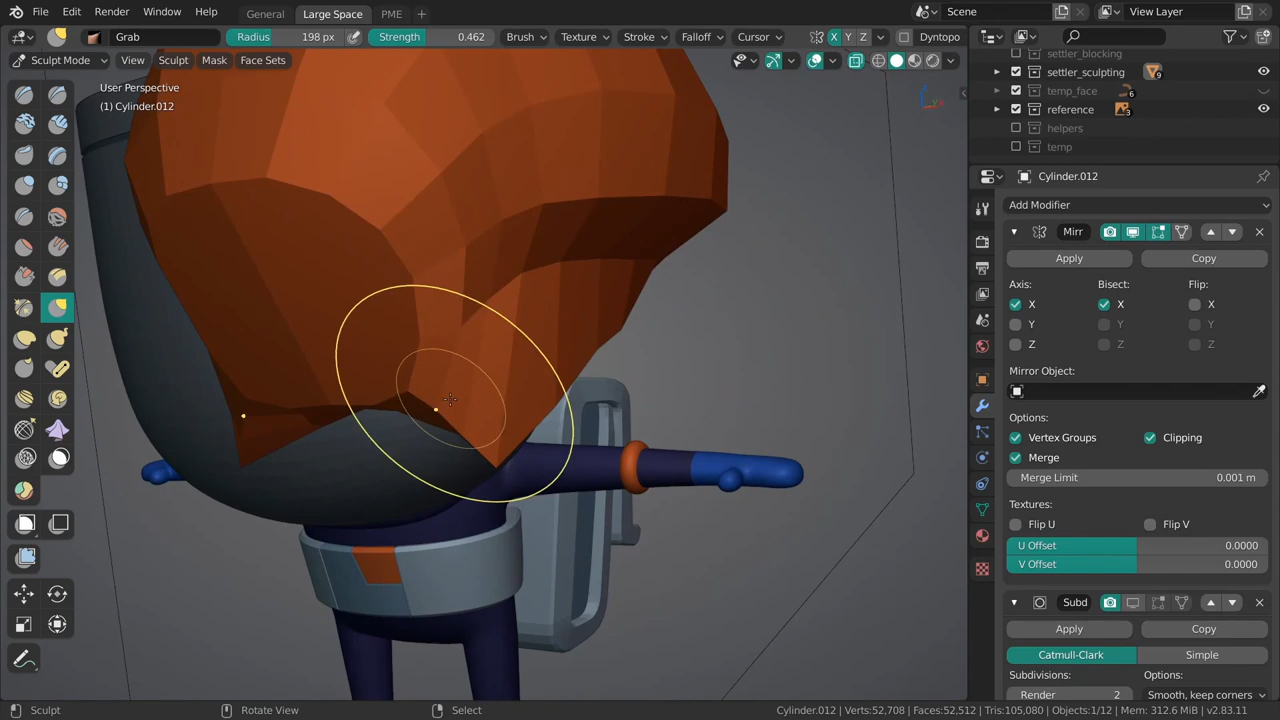 File Edit Render Window Help General Large Space PME + Scene View Layer
Grab Radius 198 px Strength 0.462 Brush Texture Stroke Falloff Cursor X Y Z Dyntopo
Sculpt Mode View Sculpt Mask Face Sets
User Perspective
(1) Cylinder.012
settler_blocking
settler_sculpting 9
temp_face 6
reference 3
helpers
temp
Cylinder.012
Add Modifier
Mirr
Apply Copy
Axis: Bisect: Flip:
X X X
Y Y Y
Z Z Z
Mirror Object:
Options:
Vertex Groups Clipping
Merge
Merge Limit 0.001 m
Textures:
Flip U Flip V
U Offset 0.0000
V Offset 0.0000
Subd
Apply Copy
Catmull-Clark Simple
Subdivisions: Options:
Render 2 Smooth, keep corners
Sculpt Rotate View Select Cylinder.012 | Verts:52,708 | Faces:52,512 | Tris:105,080 | Objects:1/12 | Mem: 312.6 MiB | v2.83.11